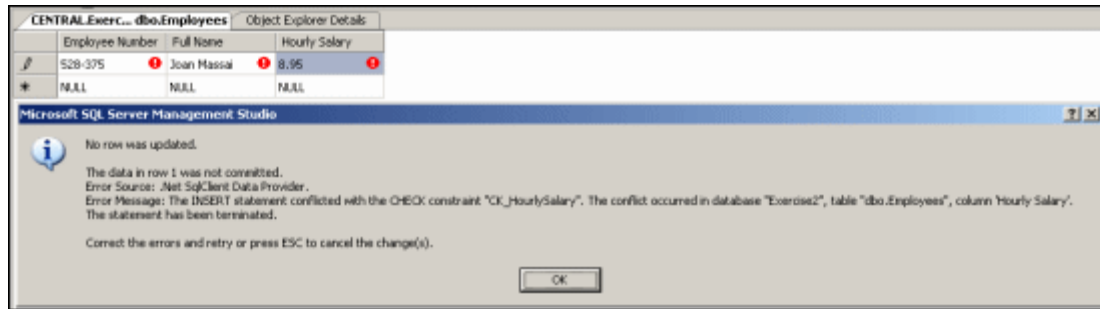 CENTRAL.Exerc... dbo.Employees Object Explorer Details
Employee Number Full Name Hourly Salary
528-375 Joan Massai 8.95
NULL NULL NULL
Microsoft SQL Server Management Studio
No row was updated.
The data in row 1 was not committed.
Error Source: .Net SqlClient Data Provider.
Error Message: The INSERT statement conflicted with the CHECK constraint "CK_HourlySalary". The conflict occurred in database "Exercise2", table "dbo.Employees", column 'Hourly Salary'.
The statement has been terminated.
Correct the errors and retry or press ESC to cancel the change(s).
OK